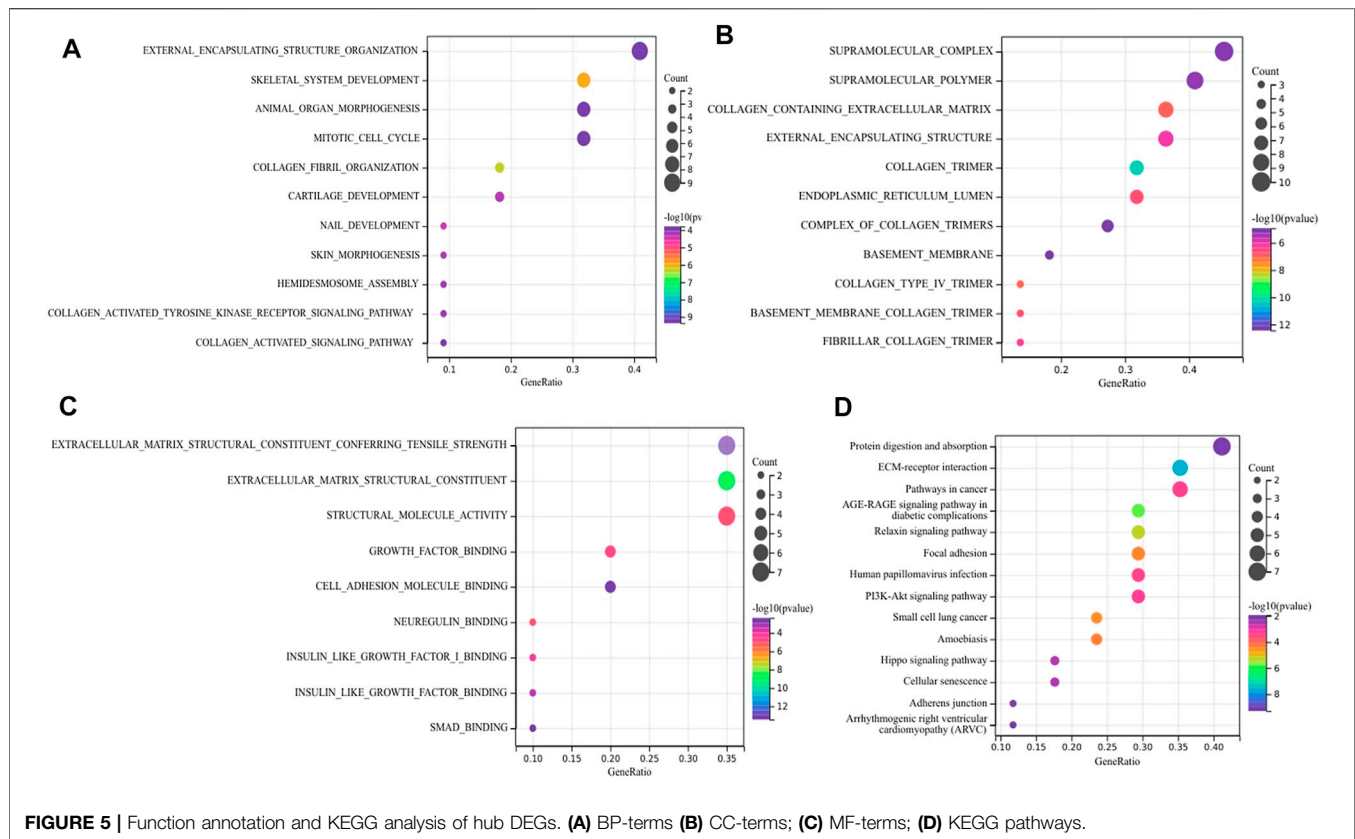 A
EXTERNAL_ENCAPSULATING_STRUCTURE_ORGANIZATION
SKELETAL_SYSTEM_DEVELOPMENT
ANIMAL_ORGAN_MORPHOGENESIS
MITOTIC_CELL_CYCLE
COLLAGEN_FIBRIL_ORGANIZATION
CARTILAGE_DEVELOPMENT
NAIL_DEVELOPMENT
SKIN_MORPHOGENESIS
HEMIDESMOSOME_ASSEMBLY
COLLAGEN_ACTIVATED_TYROSINE_KINASE_RECEPTOR_SIGNALING_PATHWAY
COLLAGEN_ACTIVATED_SIGNALING_PATHWAY
0.1 0.2 0.3 0.4
GeneRatio
Count
2
3
4
5
6
7
8
9
-log10(pv
4
5
6
7
8
9
B
SUPRAMOLECULAR_COMPLEX
SUPRAMOLECULAR_POLYMER
COLLAGEN_CONTAINING_EXTRACELLULAR_MATRIX
EXTERNAL_ENCAPSULATING_STRUCTURE
COLLAGEN_TRIMER
ENDOPLASMIC_RETICULUM_LUMEN
COMPLEX_OF_COLLAGEN_TRIMERS
BASEMENT_MEMBRANE
COLLAGEN_TYPE_IV_TRIMER
BASEMENT_MEMBRANE_COLLAGEN_TRIMER
FIBRILLAR_COLLAGEN_TRIMER
0.2 0.3 0.4
GeneRatio
Count
3
4
5
6
7
8
9
10
-log10(pvalue)
6
8
10
12
C
EXTRACELLULAR_MATRIX_STRUCTURAL_CONSTITUENT_CONFERRING_TENSILE_STRENGTH
EXTRACELLULAR_MATRIX_STRUCTURAL_CONSTITUENT
STRUCTURAL_MOLECULE_ACTIVITY
GROWTH_FACTOR_BINDING
CELL_ADHESION_MOLECULE_BINDING
NEUREGULIN_BINDING
INSULIN_LIKE_GROWTH_FACTOR_I_BINDING
INSULIN_LIKE_GROWTH_FACTOR_BINDING
SMAD_BINDING
0.10 0.15 0.20 0.25 0.30 0.35
GeneRatio
Count
2
3
4
5
6
7
-log10(pvalue)
4
6
8
10
12
D
Protein digestion and absorption
ECM-receptor interaction
Pathways in cancer
AGE-RAGE signaling pathway in
diabetic complications
Relaxin signaling pathway
Focal adhesion
Human papillomavirus infection
PI3K-Akt signaling pathway
Small cell lung cancer
Amoebiasis
Hippo signaling pathway
Cellular senescence
Adherens junction
Arrhythmogenic right ventricular
cardiomyopathy (ARVC)
0.10 0.15 0.20 0.25 0.30 0.35 0.40
GeneRatio
Count
2
3
4
5
6
7
-log10(pvalue)
2
4
6
8
FIGURE 5 | Function annotation and KEGG analysis of hub DEGs. (A) BP-terms (B) CC-terms; (C) MF-terms; (D) KEGG pathways.